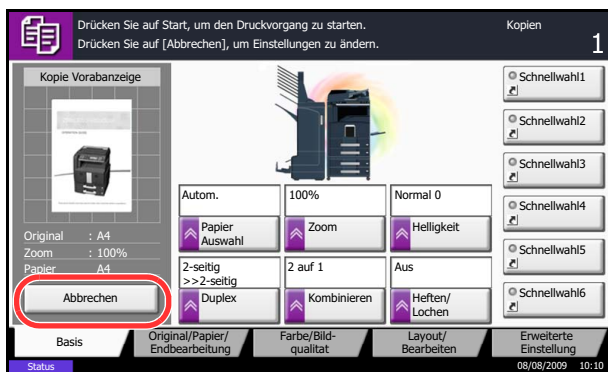 Drücken Sie auf Start, um den Druckvorgang zu starten.
Drücken Sie auf [Abbrechen], um Einstellungen zu ändern.
Kopien
1
Kopie Vorabanzeige
Original : A4
Zoom : 100%
Papier A4
Abbrechen
Autom.
Papier
Auswahl
100%
Zoom
Normal 0
Helligkeit
2-seitig
>>2-seitig
Duplex
2 auf 1
Kombinieren
Aus
Heften/
Lochen
Schnellwahl1
Schnellwahl2
Schnellwahl3
Schnellwahl4
Schnellwahl5
Schnellwahl6
Basis
Original/Papier/
Endbearbeitung
Farbe/Bild-
qualitat
Layout/
Bearbeiten
Erweiterte
Einstellung
Status
08/08/2009 10:10